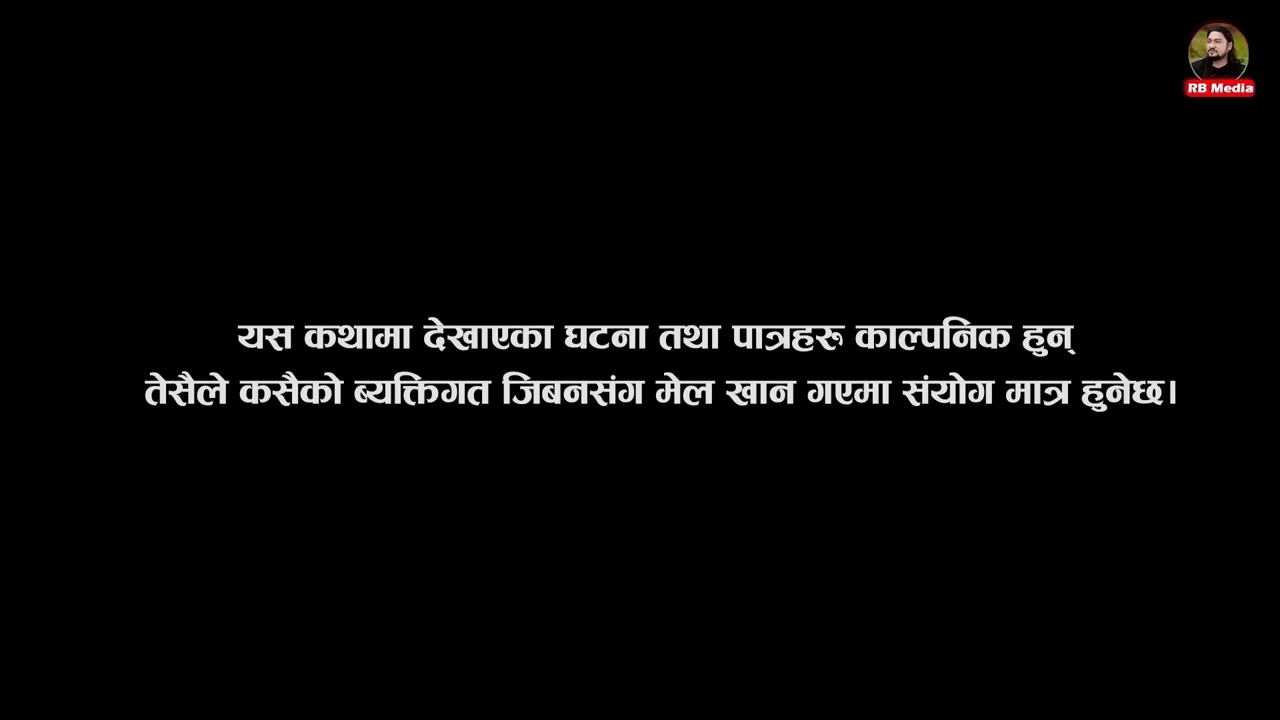 RB Media
यस कथामा देखाएका घटना तथा पात्रहरु काल्पनिक हुन्
तेसैले कसैको ब्यक्तिगत जिबनसंग मेल खान गएमा संयोग मात्र हुनेछ।